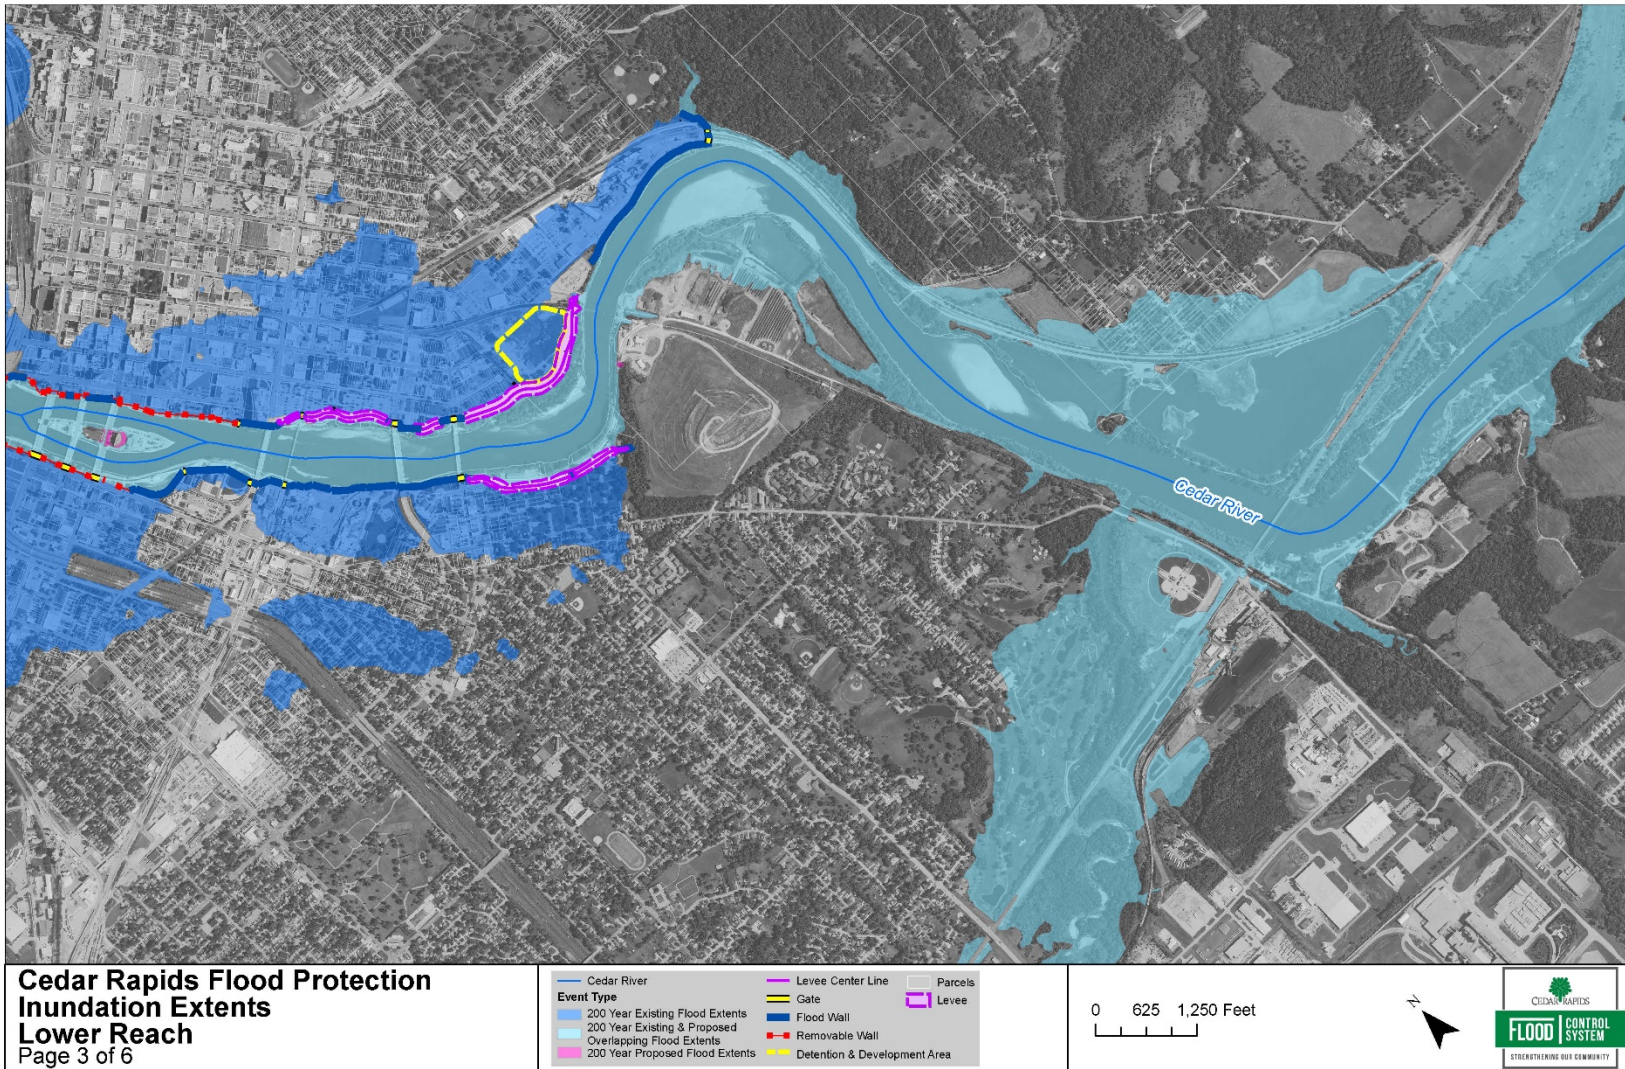 Cedar River
Cedar Rapids Flood Protection
Inundation Extents
Lower Reach
Page 3 of 6
Cedar River
Event Type
200 Year Existing Flood Extents
200 Year Existing & Proposed
Overlapping Flood Extents
200 Year Proposed Flood Extents
Levee Center Line
Gate
Flood Wall
Removable Wall
Detention & Development Area
Parcels
Levee
0 625 1,250 Feet
N
CEDAR RAPIDS
FLOOD CONTROL
SYSTEM
STRENGTHENING OUR COMMUNITY